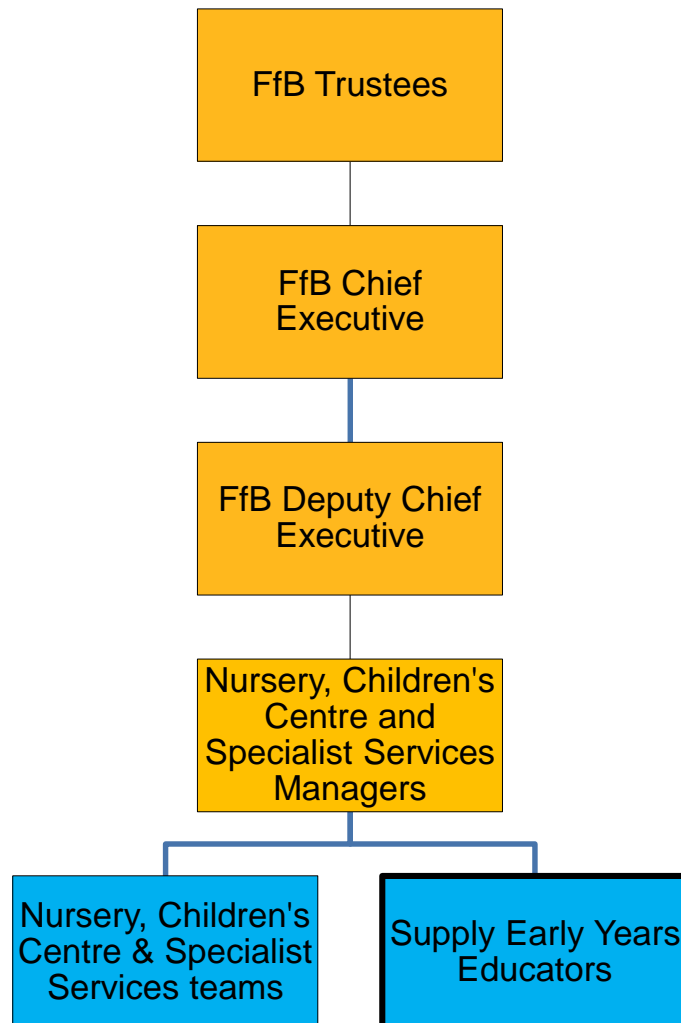 FfB Trustees
FfB Chief
Executive
FfB Deputy Chief
Executive
Nursery, Children's
Centre and
Specialist Services
Managers
Nursery, Children's
Centre & Specialist
Services teams
Supply Early Years
Educators